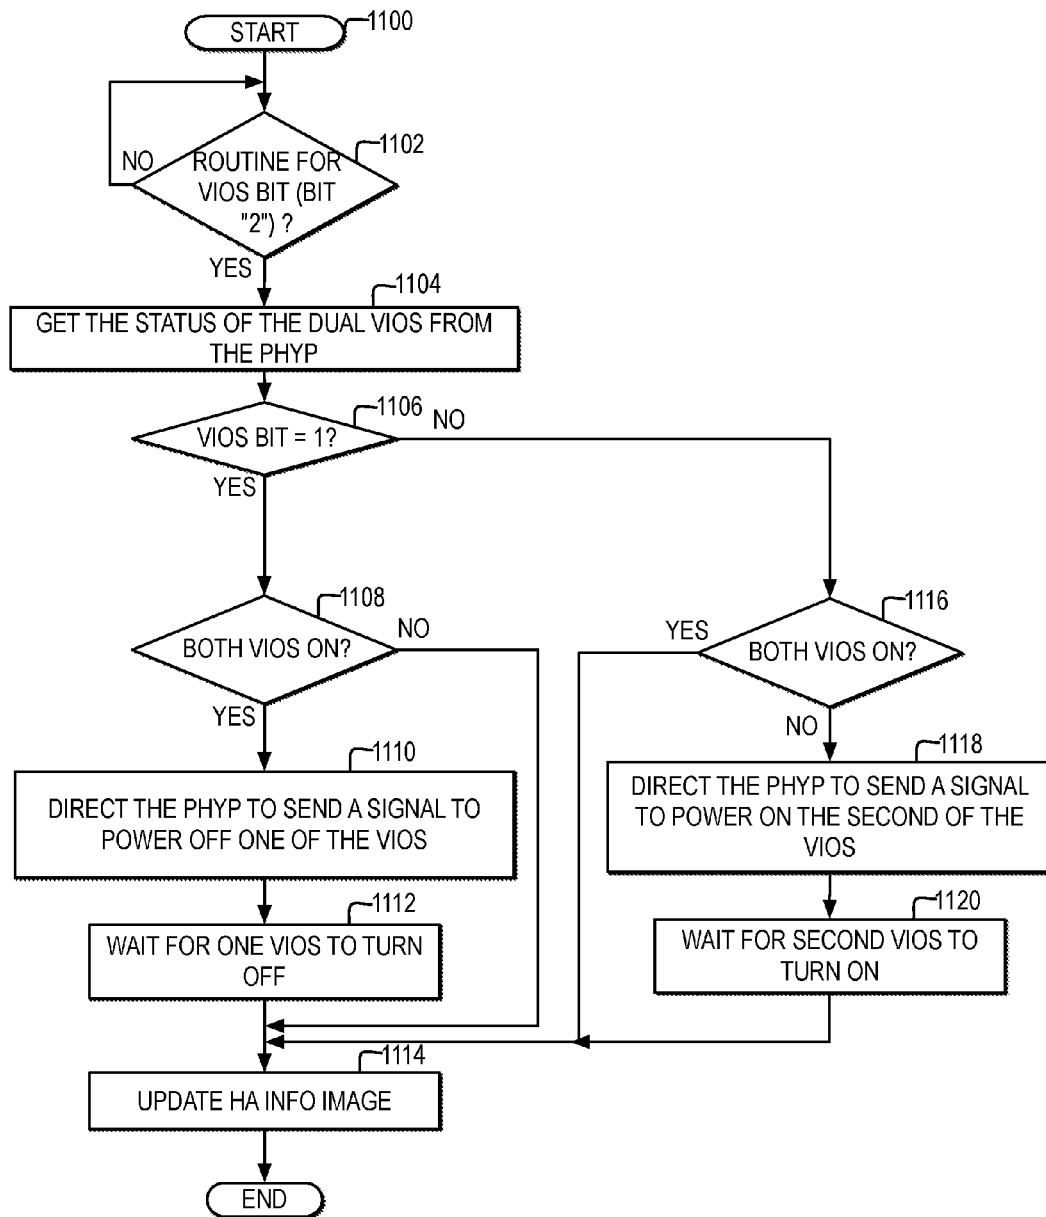 START
1100
1102
NO
ROUTINE FOR
VIOS BIT (BIT
"2") ?
YES
1104
GET THE STATUS OF THE DUAL VIOS FROM
THE PHYP
1106
VIOS BIT = 1?
NO
YES
1108
BOTH VIOS ON?
NO
YES
1116
YES
BOTH VIOS ON?
NO
1110
DIRECT THE PHYP TO SEND A SIGNAL TO
POWER OFF ONE OF THE VIOS
1118
DIRECT THE PHYP TO SEND A SIGNAL
TO POWER ON THE SECOND OF THE
VIOS
1112
WAIT FOR ONE VIOS TO TURN
OFF
1120
WAIT FOR SECOND VIOS TO
TURN ON
1114
UPDATE HA INFO IMAGE
END